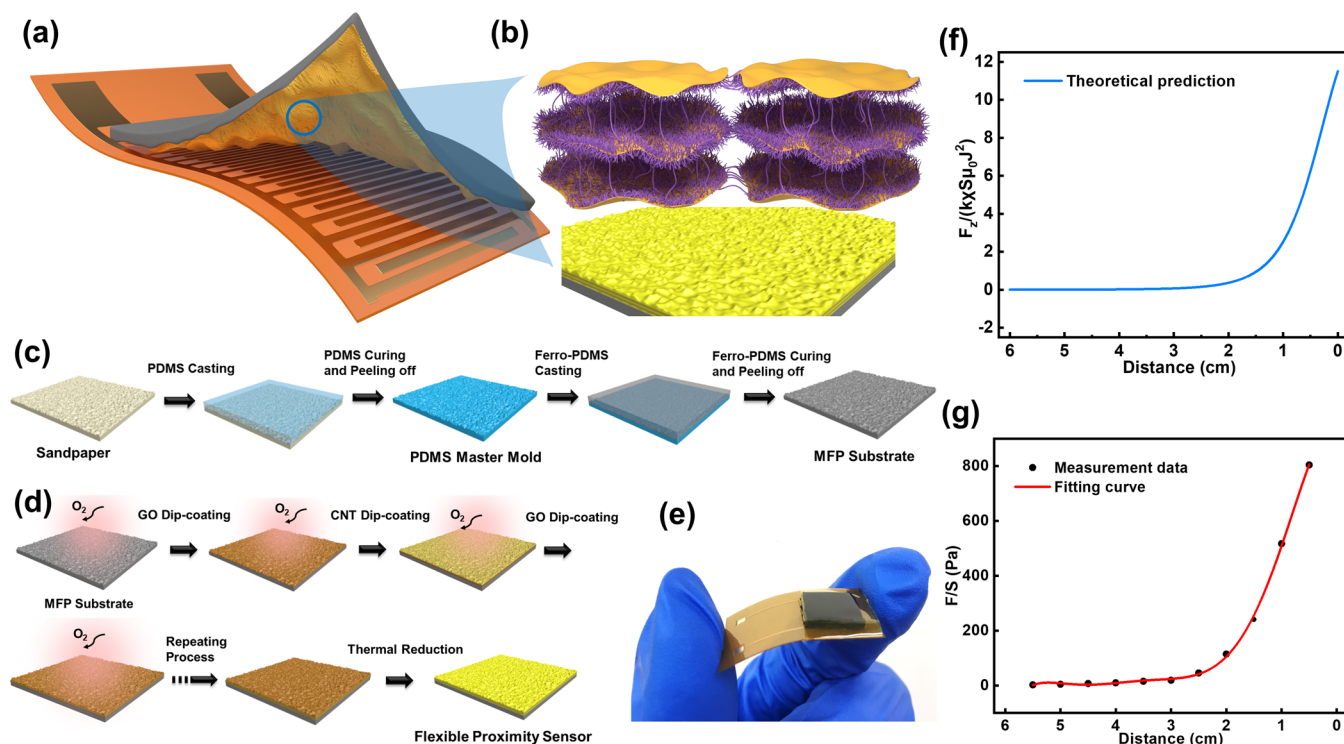 (a)
(b)
(c)
PDMS Casting
PDMS Curing
and Peeling off
Ferro-PDMS
Casting
Ferro-PDMS Curing
and Peeling off
Sandpaper
PDMS Master Mold
MFP Substrate
(d)
O2
GO Dip-coating
O2
CNT Dip-coating
O2
GO Dip-coating
MFP Substrate
O2
Repeating
Process
Thermal Reduction
Flexible Proximity Sensor
(e)
(f)
Theoretical prediction
Fz/(kχSμ0J²)
12
10
8
6
4
2
0
-2
6 5 4 3 2 1 0
Distance (cm)
(g)
Measurement data
Fitting curve
F/S (Pa)
800
600
400
200
0
6 5 4 3 2 1 0
Distance (cm)